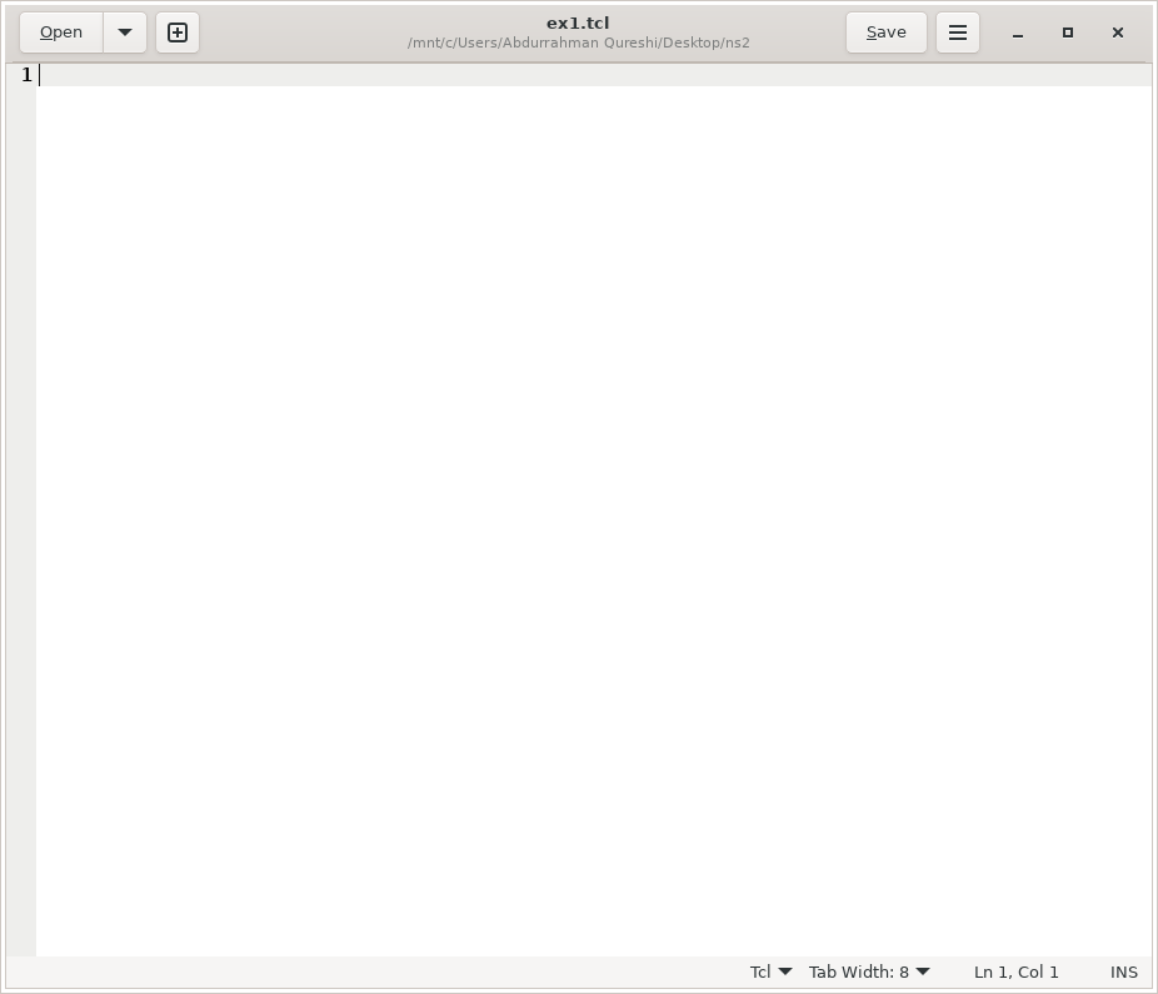 Open
ex1.tcl
/mnt/c/Users/Abdurrahman Qureshi/Desktop/ns2
Save
1
Tcl
Tab Width: 8
Ln 1, Col 1
INS